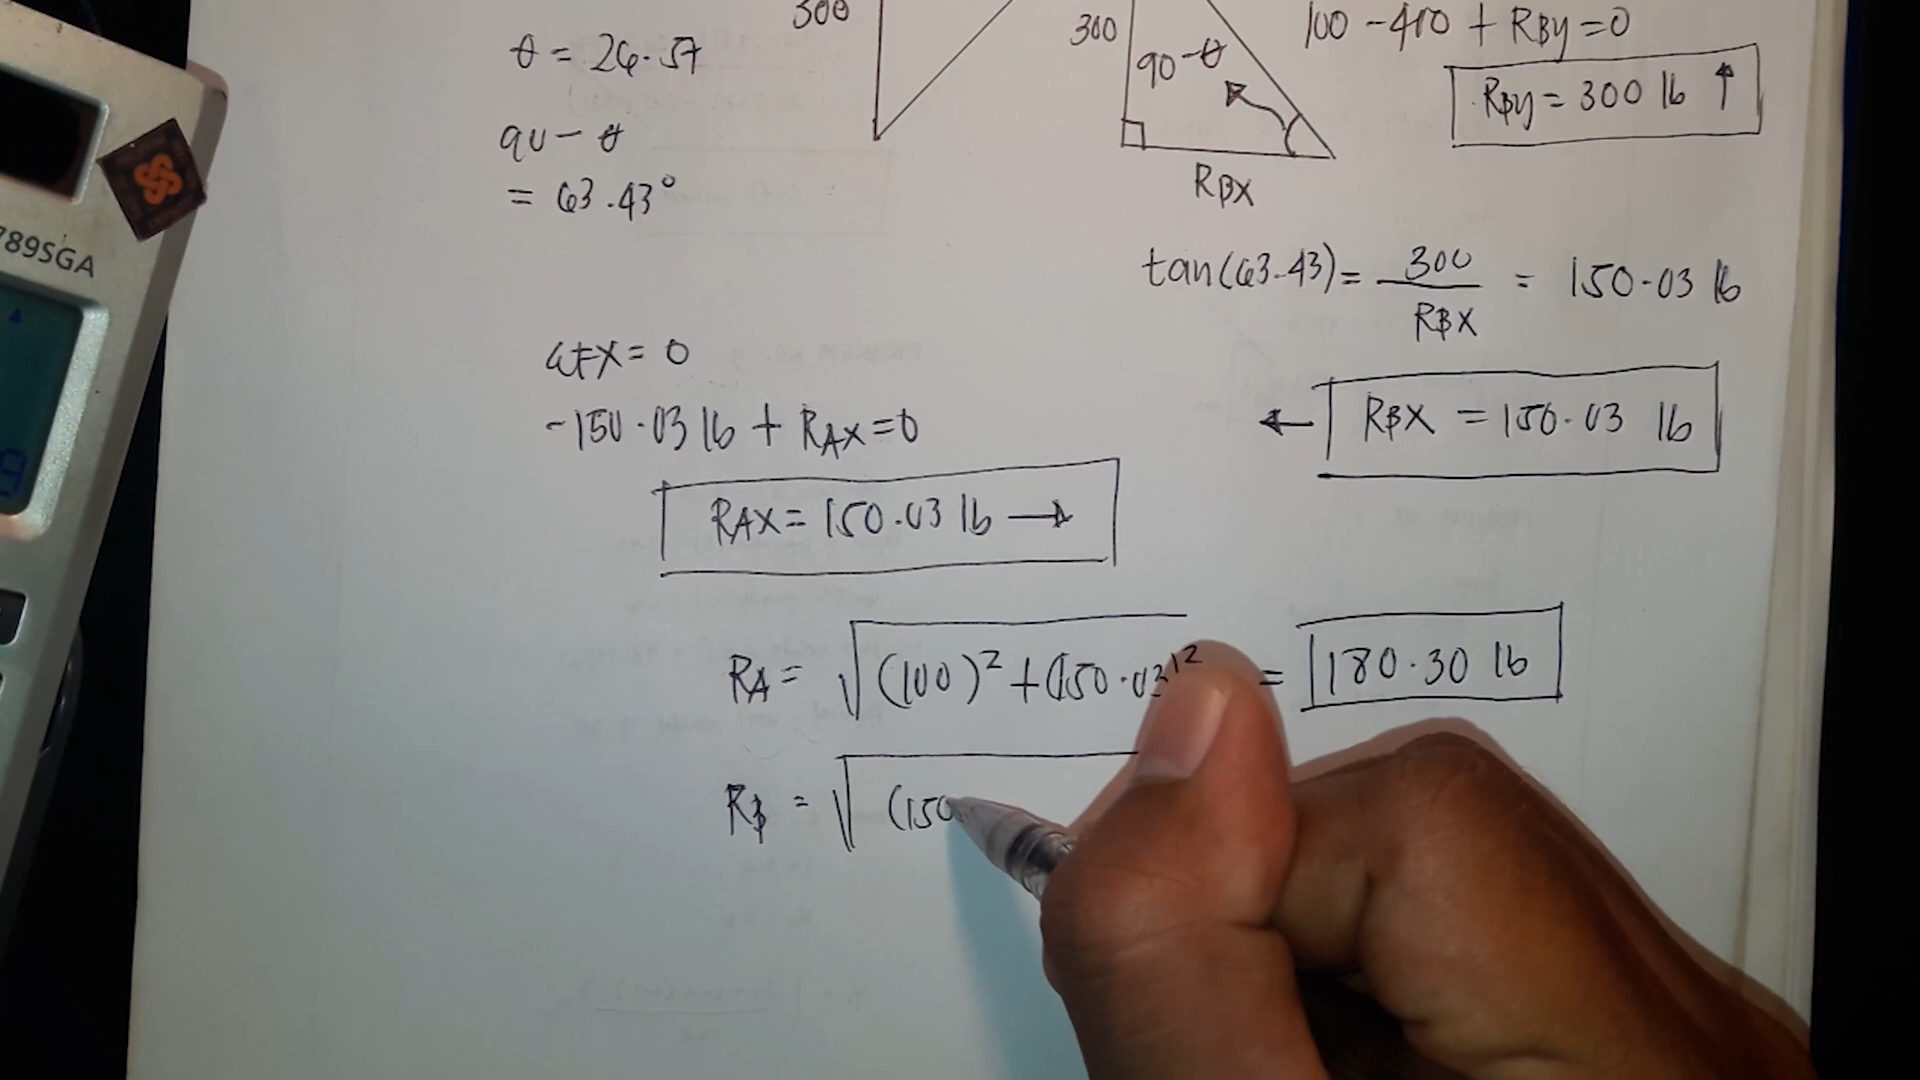 300
300
100 - 400 + RBY = 0
θ = 26.57
90-θ
RBY = 300 lb ↑
90 - θ
= 63.43°
RBX
789SGA
tan(63.43) = 300 / RBX = 150.03 lb
ΣFX = 0
-150.03 lb + RAX = 0
← RBX = 150.03 lb
RAX = 150.03 lb →
RA = √(100)² + (150.03)² = 180.30 lb
RB = √(150